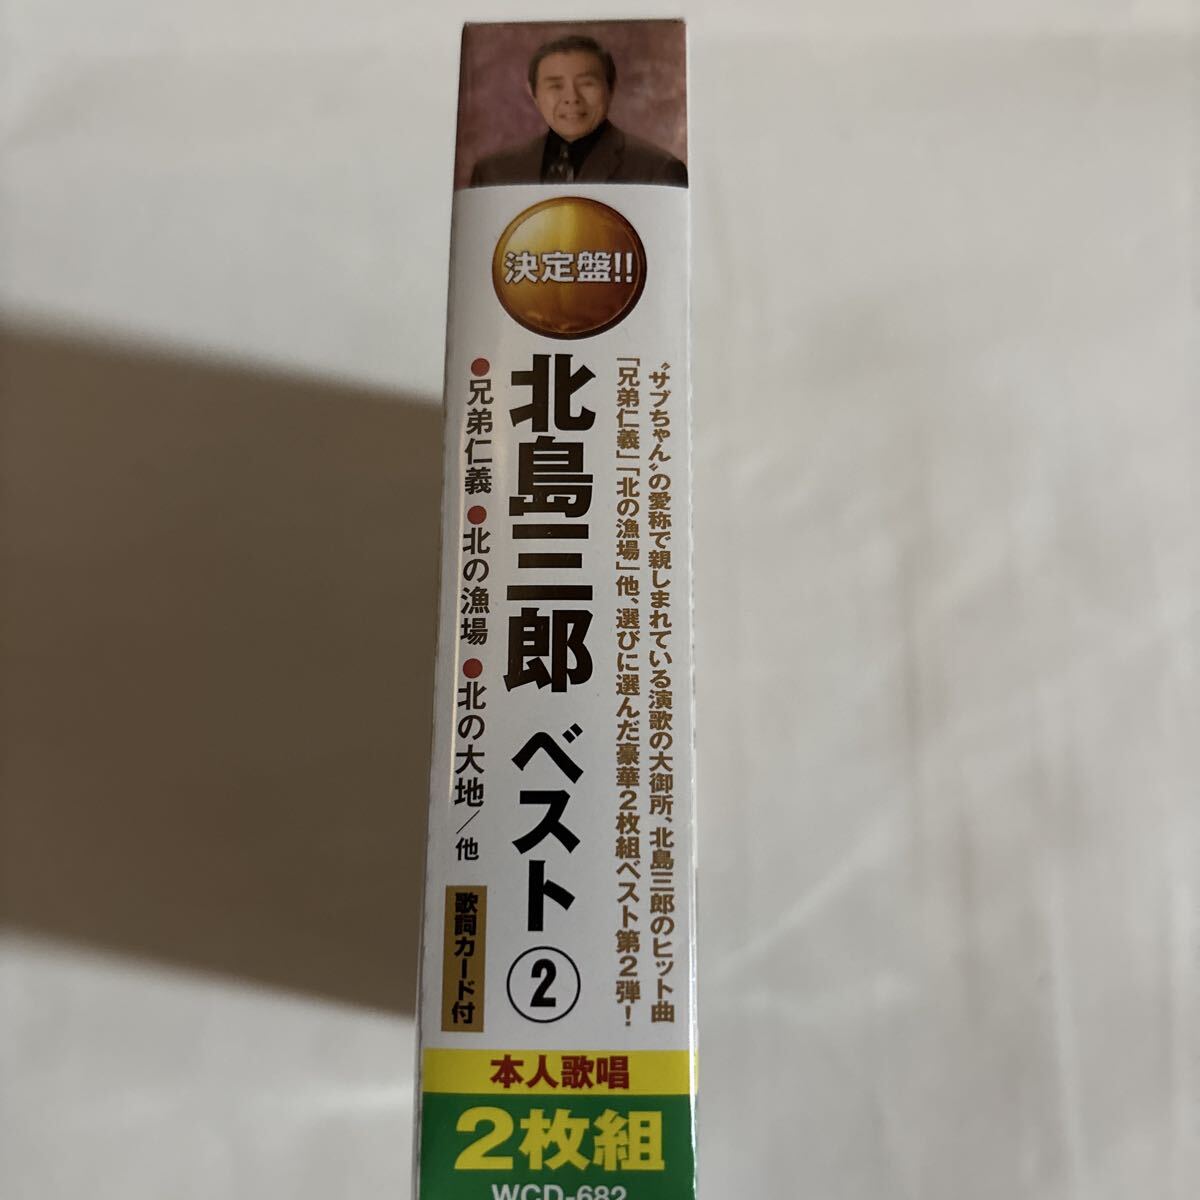 決定盤!!
〝サブちゃん〟の愛称で親しまれている演歌の大御所、北島三郎のヒット曲
「兄弟仁義」「北の漁場」他、選びに選んだ豪華2枚組ベスト第2弾!
北島三郎 ベスト②
●兄弟仁義 ●北の漁場 ●北の大地/他
歌詞カード付
本人歌唱
2枚組
WCD-682